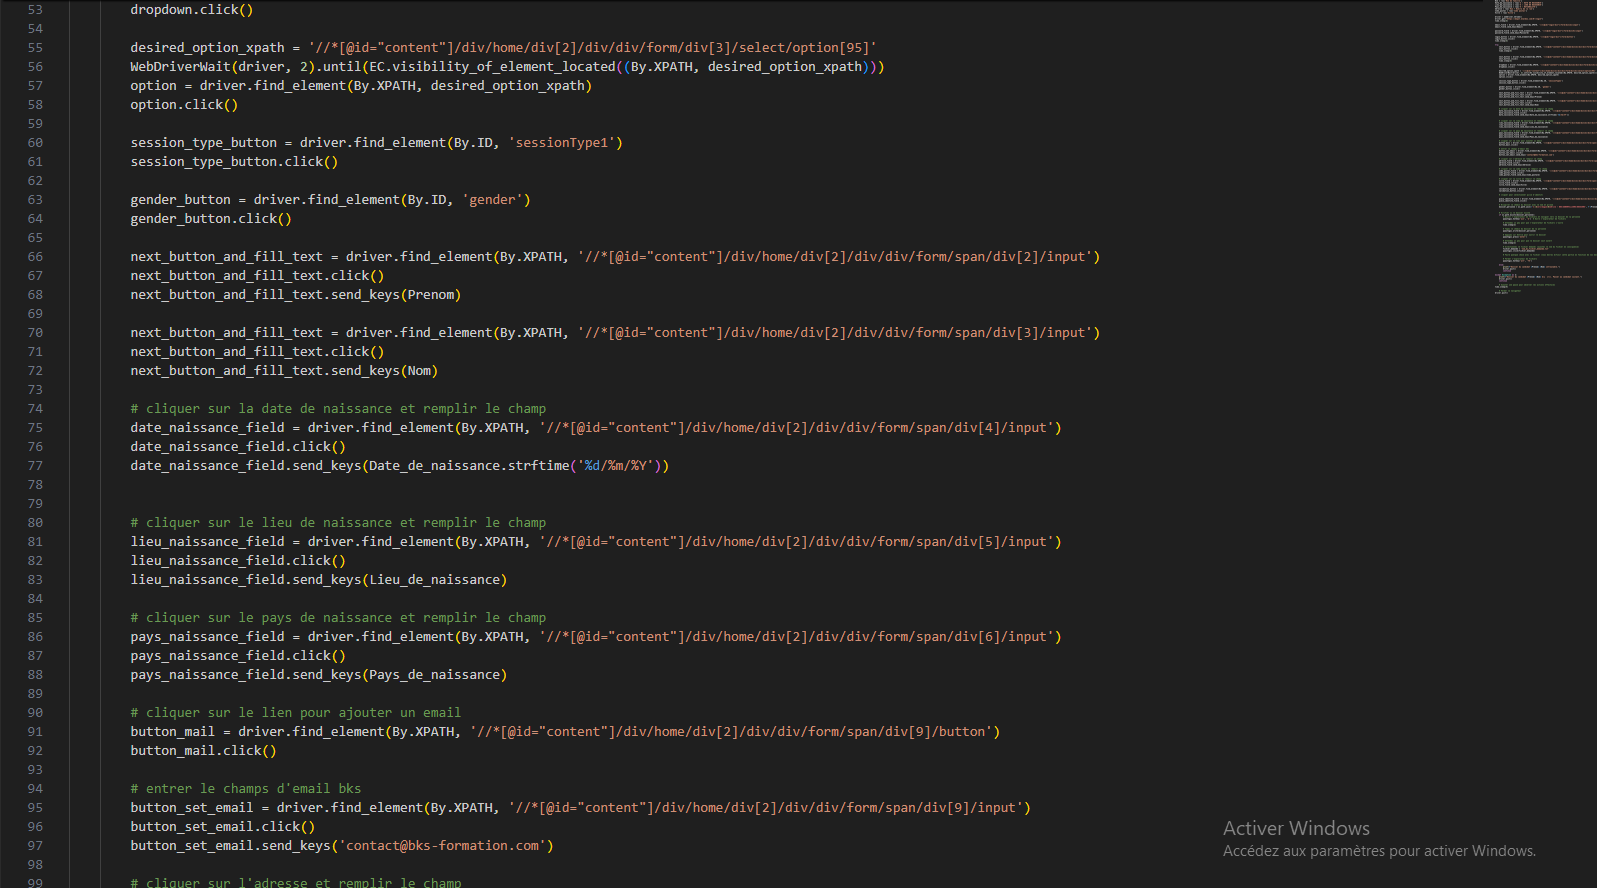 53 dropdown.click()
54
55 desired_option_xpath = '//*[@id="content"]/div/home/div[2]/div/div/form/div[3]/select/option[95]'
56 WebDriverWait(driver, 2).until(EC.visibility_of_element_located((By.XPATH, desired_option_xpath)))
57 option = driver.find_element(By.XPATH, desired_option_xpath)
58 option.click()
59
60 session_type_button = driver.find_element(By.ID, 'sessionType1')
61 session_type_button.click()
62
63 gender_button = driver.find_element(By.ID, 'gender')
64 gender_button.click()
65
66 next_button_and_fill_text = driver.find_element(By.XPATH, '//*[@id="content"]/div/home/div[2]/div/div/form/span/div[2]/input')
67 next_button_and_fill_text.click()
68 next_button_and_fill_text.send_keys(Prenom)
69
70 next_button_and_fill_text = driver.find_element(By.XPATH, '//*[@id="content"]/div/home/div[2]/div/div/form/span/div[3]/input')
71 next_button_and_fill_text.click()
72 next_button_and_fill_text.send_keys(Nom)
73
74 # cliquer sur la date de naissance et remplir le champ
75 date_naissance_field = driver.find_element(By.XPATH, '//*[@id="content"]/div/home/div[2]/div/div/form/span/div[4]/input')
76 date_naissance_field.click()
77 date_naissance_field.send_keys(Date_de_naissance.strftime('%d/%m/%Y'))
78
79
80 # cliquer sur le lieu de naissance et remplir le champ
81 lieu_naissance_field = driver.find_element(By.XPATH, '//*[@id="content"]/div/home/div[2]/div/div/form/span/div[5]/input')
82 lieu_naissance_field.click()
83 lieu_naissance_field.send_keys(Lieu_de_naissance)
84
85 # cliquer sur le pays de naissance et remplir le champ
86 pays_naissance_field = driver.find_element(By.XPATH, '//*[@id="content"]/div/home/div[2]/div/div/form/span/div[6]/input')
87 pays_naissance_field.click()
88 pays_naissance_field.send_keys(Pays_de_naissance)
89
90 # cliquer sur le lien pour ajouter un email
91 button_mail = driver.find_element(By.XPATH, '//*[@id="content"]/div/home/div[2]/div/div/form/span/div[9]/button')
92 button_mail.click()
93
94 # entrer le champs d'email bks
95 button_set_email = driver.find_element(By.XPATH, '//*[@id="content"]/div/home/div[2]/div/div/form/span/div[9]/input')
96 button_set_email.click()
97 button_set_email.send_keys('contact@bks-formation.com')
98
99 # cliquer sur l'adresse et remplir le champ
Activer Windows
Accédez aux paramètres pour activer Windows.